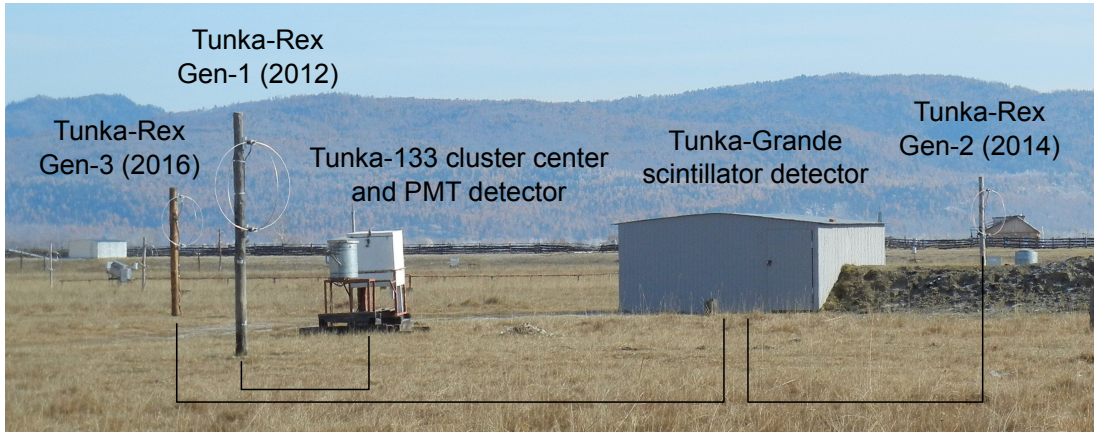 Tunka-Rex
Gen-1 (2012)
Tunka-Rex
Gen-3 (2016)
Tunka-133 cluster center
and PMT detector
Tunka-Grande
scintillator detector
Tunka-Rex
Gen-2 (2014)